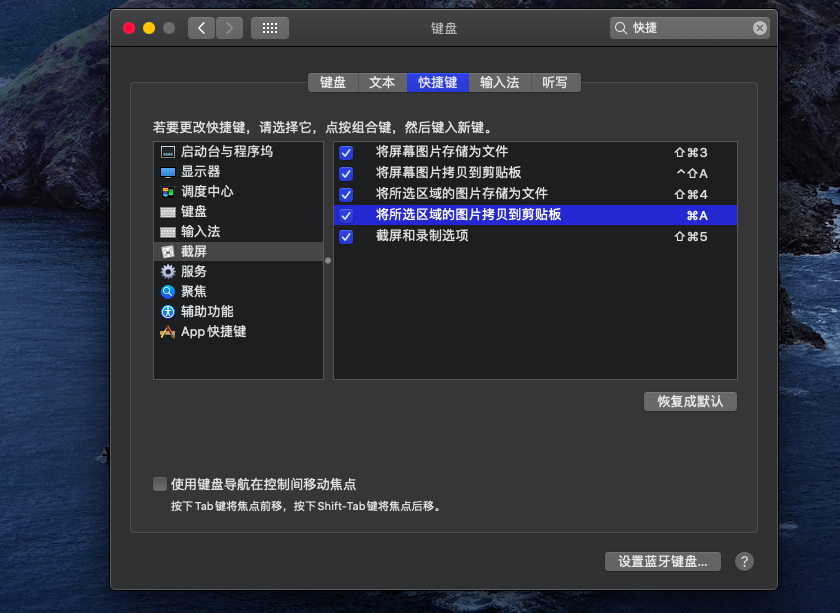 键盘
快捷
键盘 文本 快捷键 输入法 听写
若要更改快捷键，请选择它，点按组合键，然后键入新键。
启动台与程序坞
显示器
调度中心
键盘
输入法
截屏
服务
聚焦
辅助功能
App 快捷键
将屏幕图片存储为文件 ⇧⌘3
将屏幕图片拷贝到剪贴板 ^⇧A
将所选区域的图片存储为文件 ⇧⌘4
将所选区域的图片拷贝到剪贴板 ⌘A
截屏和录制选项 ⇧⌘5
恢复成默认
使用键盘导航在控制间移动焦点
按下 Tab 键将焦点前移，按下 Shift-Tab 键将焦点后移。
设置蓝牙键盘... ?